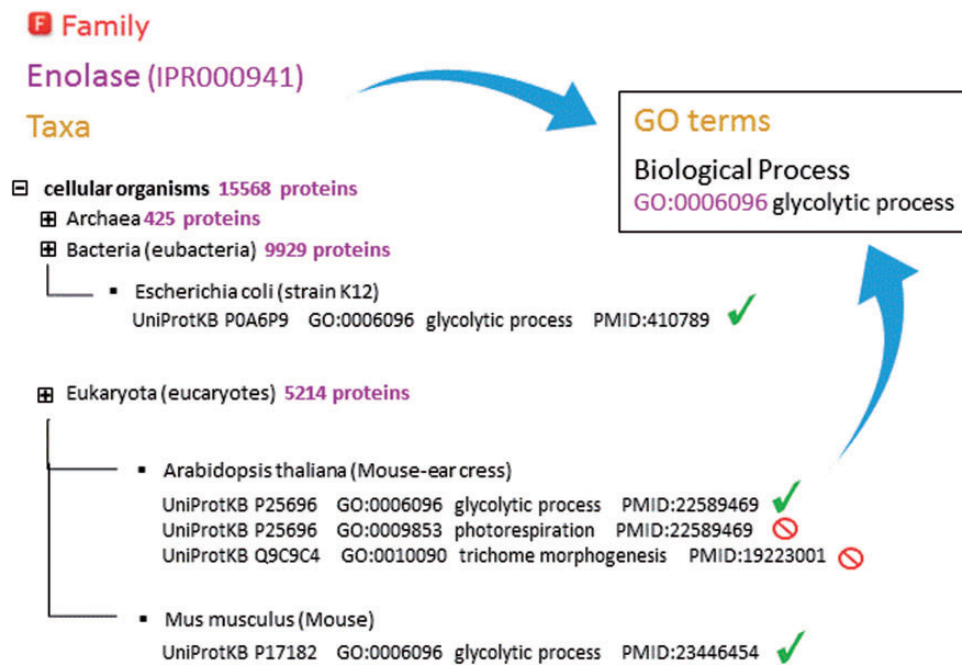 F Family
Enolase (IPR000941)
Taxa
GO terms
Biological Process
GO:0006096 glycolytic process
cellular organisms 15568 proteins
Archaea 425 proteins
Bacteria (eubacteria) 9929 proteins
Escherichia coli (strain K12)
UniProtKB P0A6P9 GO:0006096 glycolytic process PMID:410789
Eukaryota (eucaryotes) 5214 proteins
Arabidopsis thaliana (Mouse-ear cress)
UniProtKB P25696 GO:0006096 glycolytic process PMID:22589469
UniProtKB P25696 GO:0009853 photorespiration PMID:22589469
UniProtKB Q9C9C4 GO:0010090 trichome morphogenesis PMID:19223001
Mus musculus (Mouse)
UniProtKB P17182 GO:0006096 glycolytic process PMID:23446454